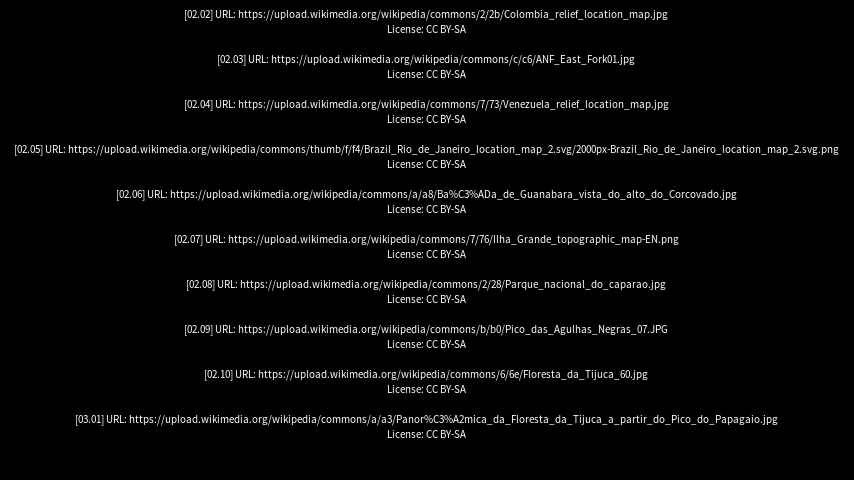 [02.02] URL: https://upload.wikimedia.org/wikipedia/commons/2/2b/Colombia_relief_location_map.jpg
License: CC BY-SA
[02.03] URL: https://upload.wikimedia.org/wikipedia/commons/c/c6/ANF_East_Fork01.jpg
License: CC BY-SA
[02.04] URL: https://upload.wikimedia.org/wikipedia/commons/7/73/Venezuela_relief_location_map.jpg
License: CC BY-SA
[02.05] URL: https://upload.wikimedia.org/wikipedia/commons/thumb/f/f4/Brazil_Rio_de_Janeiro_location_map_2.svg/2000px-Brazil_Rio_de_Janeiro_location_map_2.svg.png
License: CC BY-SA
[02.06] URL: https://upload.wikimedia.org/wikipedia/commons/a/a8/Ba%C3%ADa_de_Guanabara_vista_do_alto_do_Corcovado.jpg
License: CC BY-SA
[02.07] URL: https://upload.wikimedia.org/wikipedia/commons/7/76/Ilha_Grande_topographic_map-EN.png
License: CC BY-SA
[02.08] URL: https://upload.wikimedia.org/wikipedia/commons/2/28/Parque_nacional_do_caparao.jpg
License: CC BY-SA
[02.09] URL: https://upload.wikimedia.org/wikipedia/commons/b/b0/Pico_das_Agulhas_Negras_07.JPG
License: CC BY-SA
[02.10] URL: https://upload.wikimedia.org/wikipedia/commons/6/6e/Floresta_da_Tijuca_60.jpg
License: CC BY-SA
[03.01] URL: https://upload.wikimedia.org/wikipedia/commons/a/a3/Panor%C3%A2mica_da_Floresta_da_Tijuca_a_partir_do_Pico_do_Papagaio.jpg
License: CC BY-SA